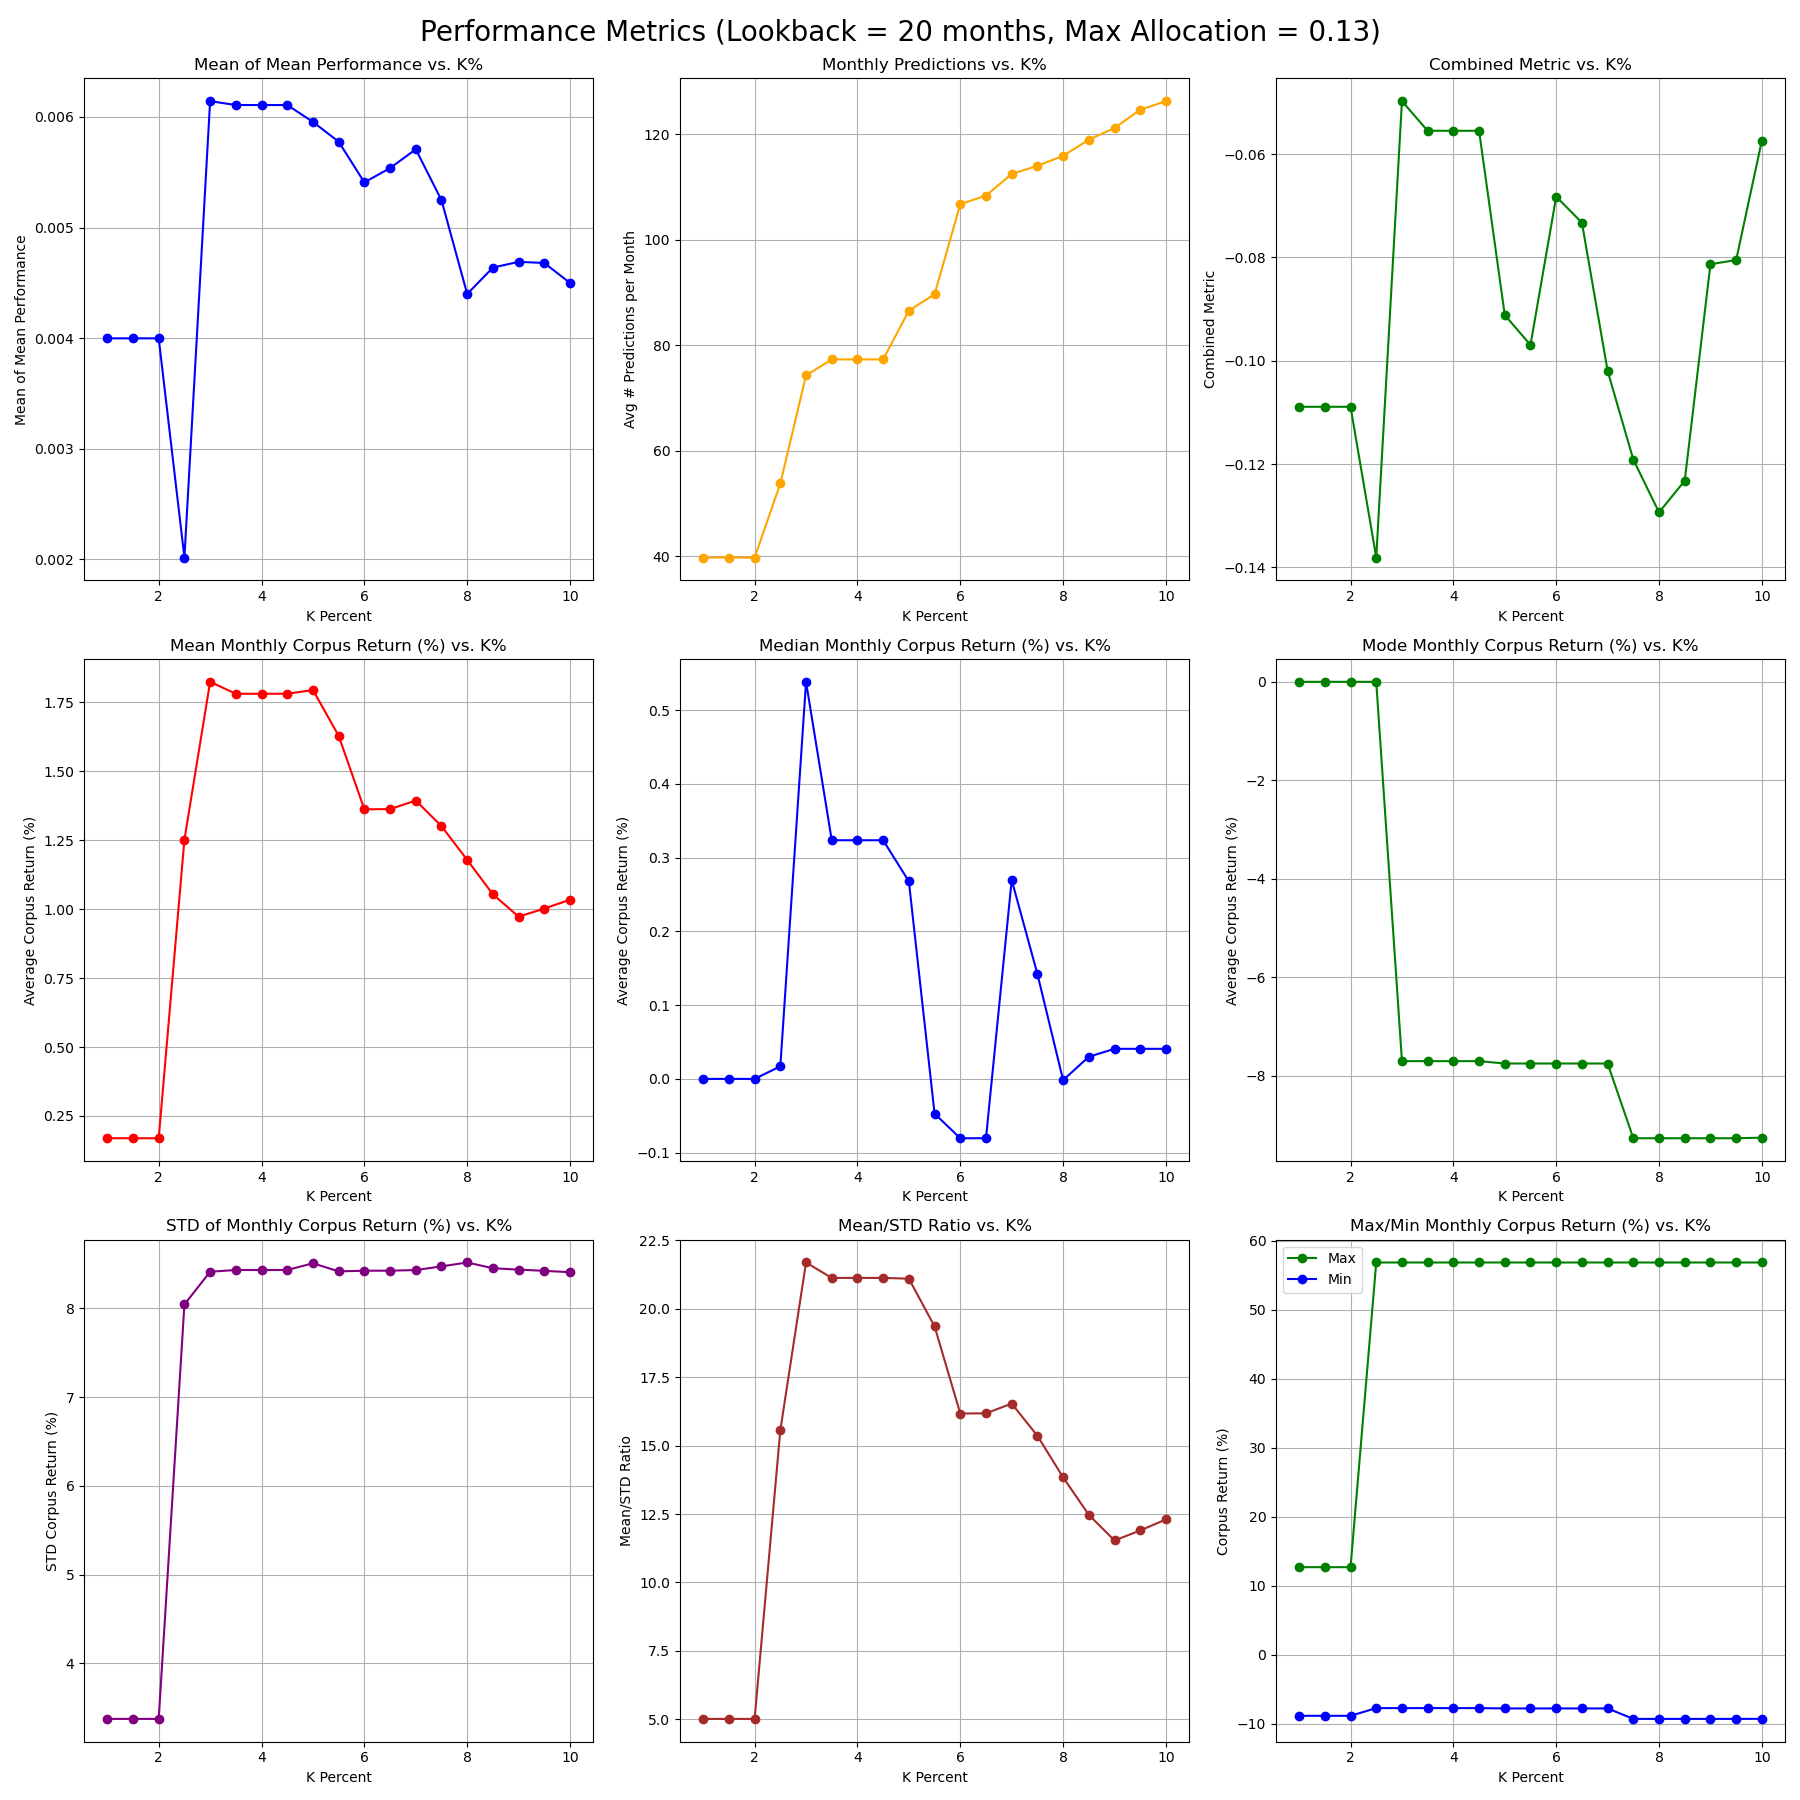 Performance Metrics (Lookback = 20 months, Max Allocation = 0.13)
Mean of Mean Performance vs. K%
Mean of Mean Performance
0.006
0.005
0.004
0.003
0.002
2 4 6 8 10
K Percent
Monthly Predictions vs. K%
Avg # Predictions per Month
120
100
80
60
40
2 4 6 8 10
K Percent
Combined Metric vs. K%
Combined Metric
−0.06
−0.08
−0.10
−0.12
−0.14
2 4 6 8 10
K Percent
Mean Monthly Corpus Return (%) vs. K%
Average Corpus Return (%)
1.75
1.50
1.25
1.00
0.75
0.50
0.25
2 4 6 8 10
K Percent
Median Monthly Corpus Return (%) vs. K%
Average Corpus Return (%)
0.5
0.4
0.3
0.2
0.1
0.0
−0.1
2 4 6 8 10
K Percent
Mode Monthly Corpus Return (%) vs. K%
Average Corpus Return (%)
0
−2
−4
−6
−8
2 4 6 8 10
K Percent
STD of Monthly Corpus Return (%) vs. K%
STD Corpus Return (%)
8
7
6
5
4
2 4 6 8 10
K Percent
Mean/STD Ratio vs. K%
Mean/STD Ratio
22.5
20.0
17.5
15.0
12.5
10.0
7.5
5.0
2 4 6 8 10
K Percent
Max/Min Monthly Corpus Return (%) vs. K%
Corpus Return (%)
Max
Min
60
50
40
30
20
10
0
−10
2 4 6 8 10
K Percent